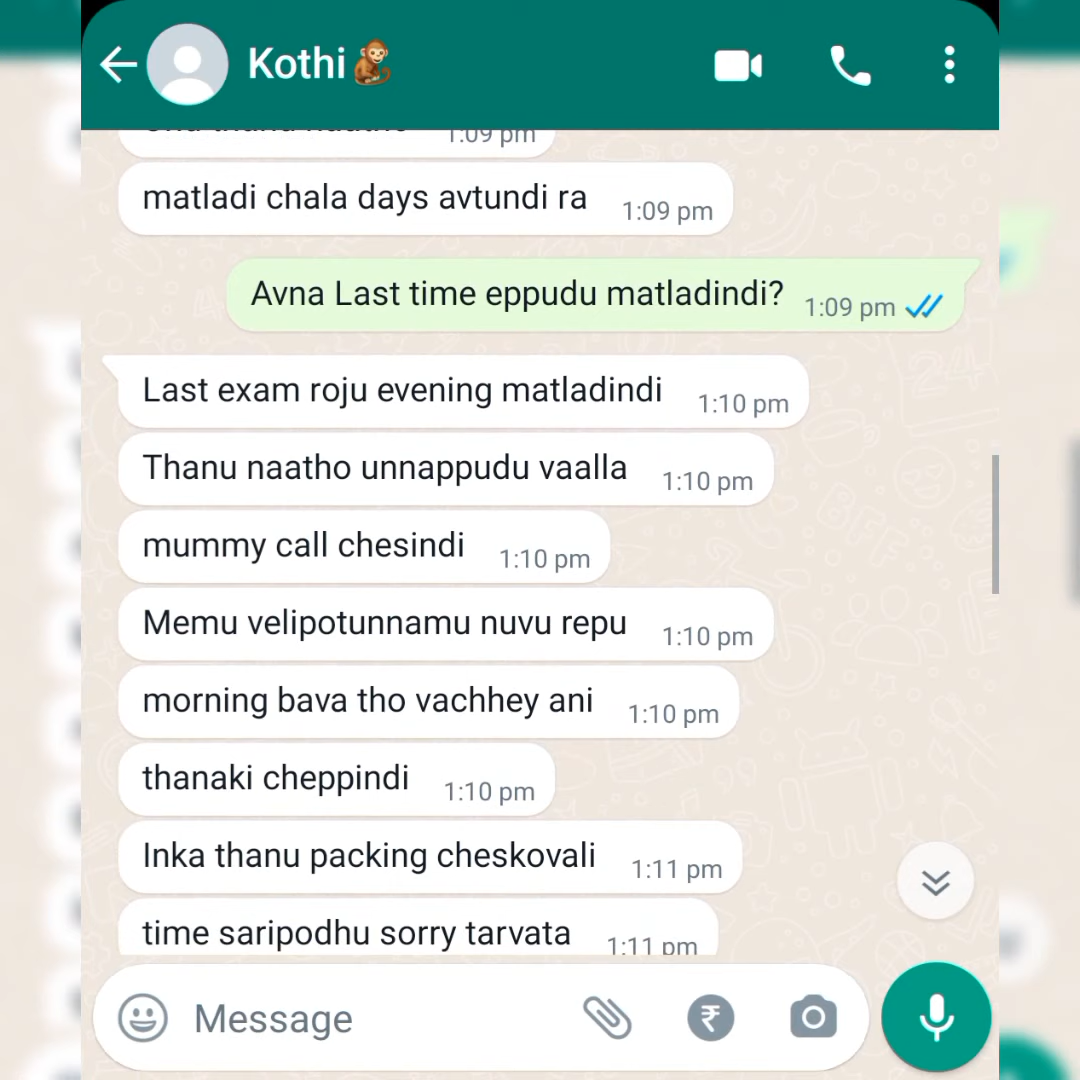 Kothi🐒
1:09 pm
matladi chala days avtundi ra 1:09 pm
Avna Last time eppudu matladindi? 1:09 pm
Last exam roju evening matladindi 1:10 pm
Thanu naatho unnappudu vaalla 1:10 pm
mummy call chesindi 1:10 pm
Memu velipotunnamu nuvu repu 1:10 pm
morning bava tho vachhey ani 1:10 pm
thanaki cheppindi 1:10 pm
Inka thanu packing cheskovali 1:11 pm
time saripodhu sorry tarvata 1:11 pm
Message